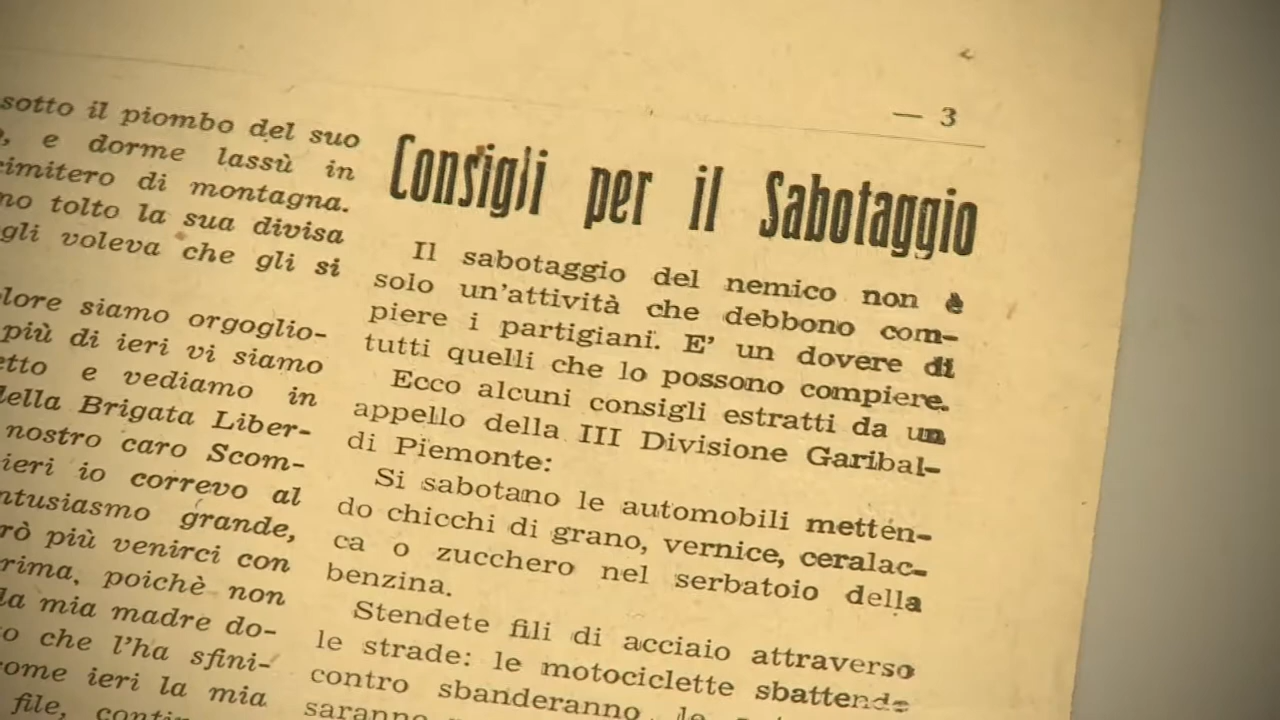 — 3
sotto il piombo del suo
e dorme lassù in
cimitero di montagna.
no tolto la sua divisa
gli voleva che gli si
lore siamo orgoglio-
più di ieri vi siamo
etto e vediamo in
della Brigata Liber-
nostro caro Scom-
ieri io correvo al
ntusiasmo grande,
rò più venirci con
rima, poichè non
la mia madre do-
o che l'ha sfini-
ome ieri la mia
file,
Consigli per il Sabotaggio
Il sabotaggio del nemico non è
solo un'attività che debbono com-
piere i partigiani. E' un dovere di
tutti quelli che lo possono compiere.
Ecco alcuni consigli estratti da un
appello della III Divisione Garibal-
di Piemonte:
Si sabotano le automobili metten-
do chicchi di grano, vernice, ceralac-
ca o zucchero nel serbatoio della
benzina.
Stendete fili di acciaio attraverso
le strade: le motociclette sbattendo
contro sbanderanno, le
saranno